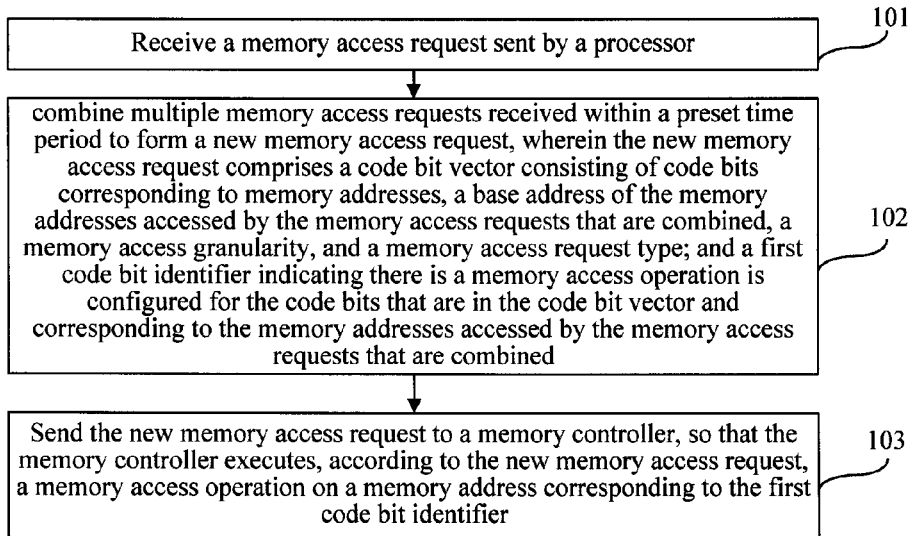 101
Receive a memory access request sent by a processor
combine multiple memory access requests received within a preset time
period to form a new memory access request, wherein the new memory
access request comprises a code bit vector consisting of code bits
corresponding to memory addresses, a base address of the memory
addresses accessed by the memory access requests that are combined, a
memory access granularity, and a memory access request type; and a first
code bit identifier indicating there is a memory access operation is
configured for the code bits that are in the code bit vector and
corresponding to the memory addresses accessed by the memory access
requests that are combined
102
Send the new memory access request to a memory controller, so that the
memory controller executes, according to the new memory access request,
a memory access operation on a memory address corresponding to the first
code bit identifier
103